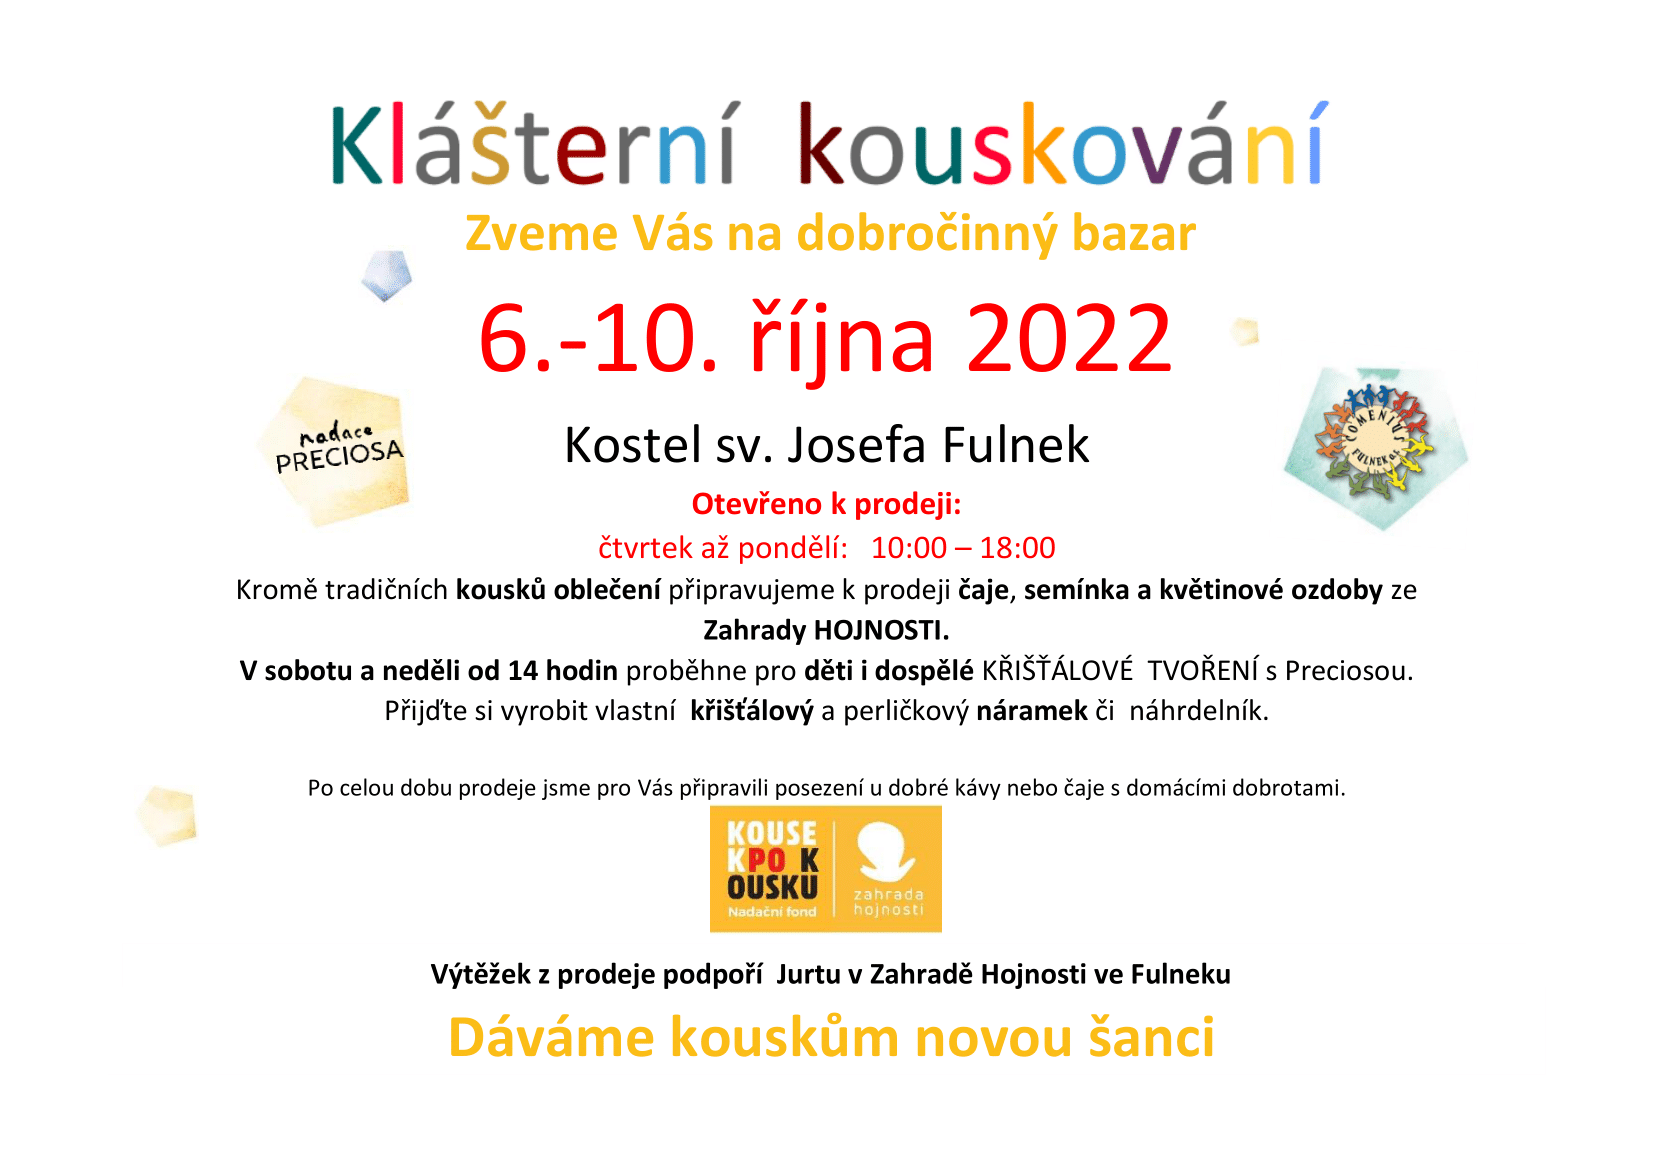 Klášterní kouskování
Zveme Vás na dobročinný bazar
6.-10. října 2022
nadace
PRECIOSA
COMENIUS
FULNEK o.s.
Kostel sv. Josefa Fulnek
Otevřeno k prodeji:
čtvrtek až pondělí: 10:00 – 18:00
Kromě tradičních kousků oblečení připravujeme k prodeji čaje, semínka a květinové ozdoby ze
Zahrady HOJNOSTI.
V sobotu a neděli od 14 hodin proběhne pro děti i dospělé KŘIŠŤÁLOVÉ TVOŘENÍ s Preciosou.
Přijďte si vyrobit vlastní křišťálový a perličkový náramek či náhrdelník.
Po celou dobu prodeje jsme pro Vás připravili posezení u dobré kávy nebo čaje s domácími dobrotami.
KOUSE
KPO K
OUSKU
Nadační fond
zahrada
hojnosti
Výtěžek z prodeje podpoří Jurtu v Zahradě Hojnosti ve Fulneku
Dáváme kouskům novou šanci